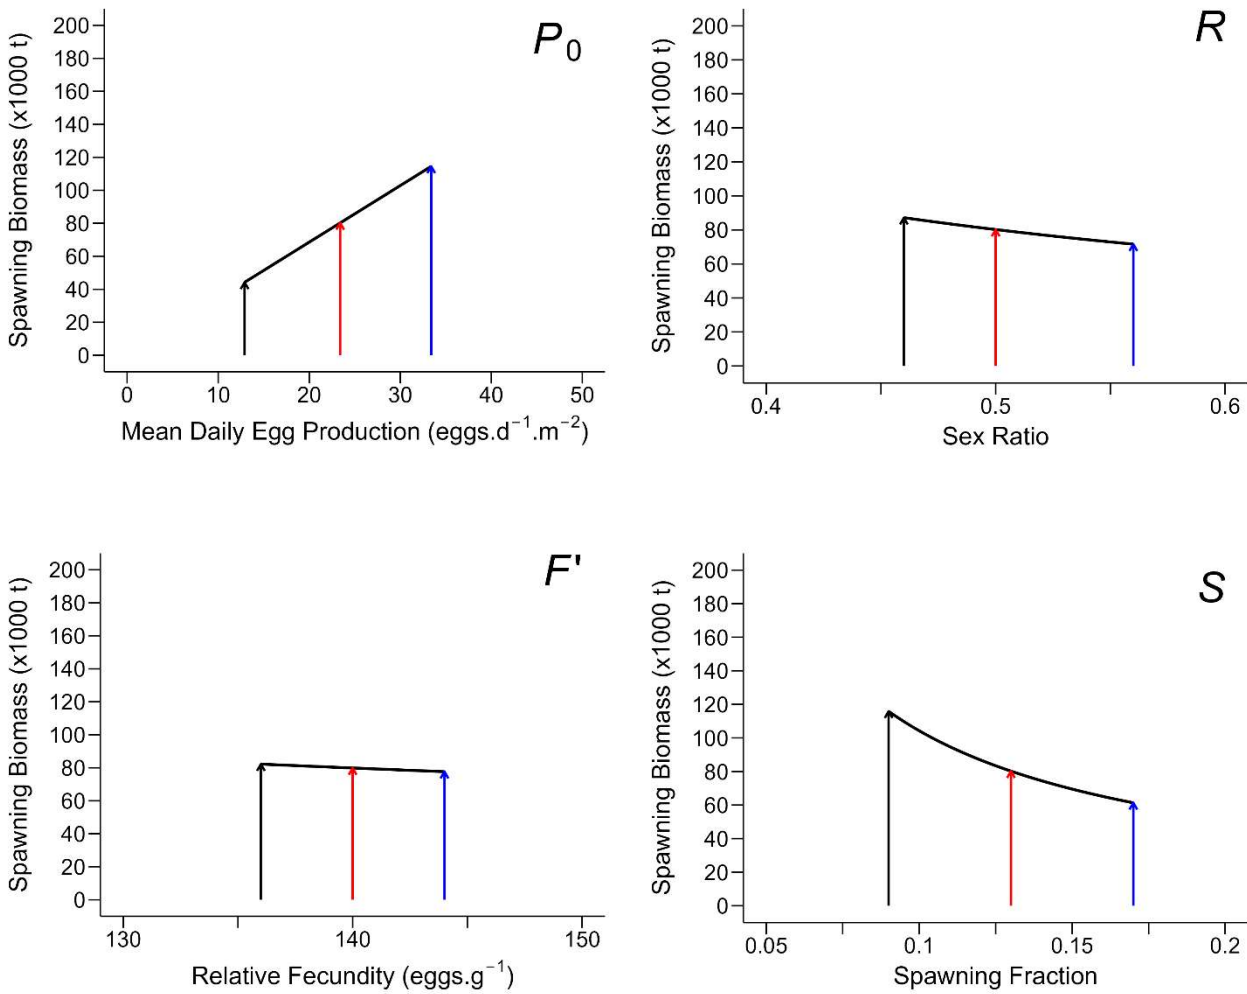 P₀
Spawning Biomass (x1000 t)
200
180
160
140
120
100
80
60
40
20
0
0 10 20 30 40 50
Mean Daily Egg Production (eggs.d⁻¹.m⁻²)
R
Spawning Biomass (x1000 t)
200
180
160
140
120
100
80
60
40
20
0
0.4 0.5 0.6
Sex Ratio
F'
Spawning Biomass (x1000 t)
200
180
160
140
120
100
80
60
40
20
0
130 140 150
Relative Fecundity (eggs.g⁻¹)
S
Spawning Biomass (x1000 t)
200
180
160
140
120
100
80
60
40
20
0
0.05 0.1 0.15 0.2
Spawning Fraction